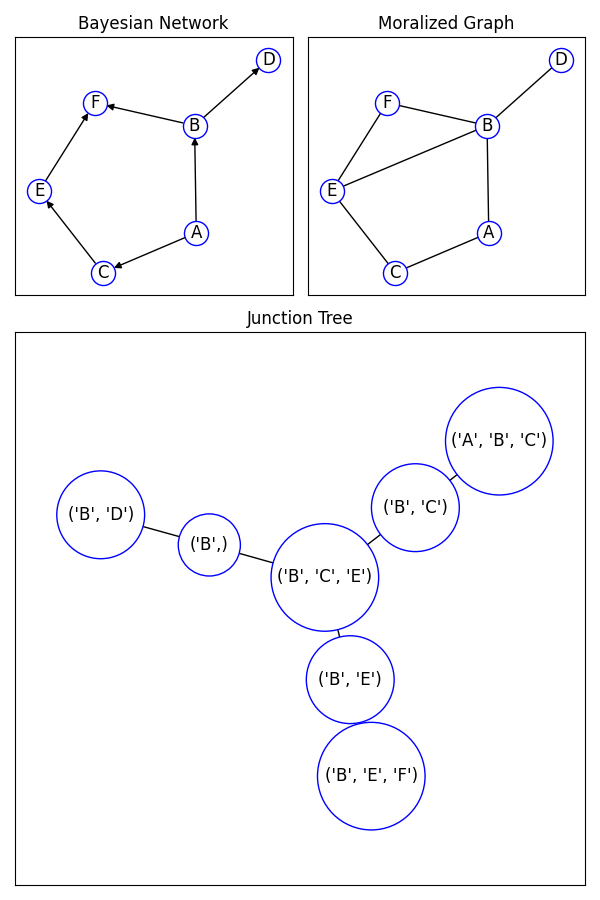 Bayesian Network
Moralized Graph
D
F
B
E
A
C
D
F
B
E
A
C
Junction Tree
('A', 'B', 'C')
('B', 'C')
('B', 'D')
('B',)
('B', 'C', 'E')
('B', 'E')
('B', 'E', 'F')